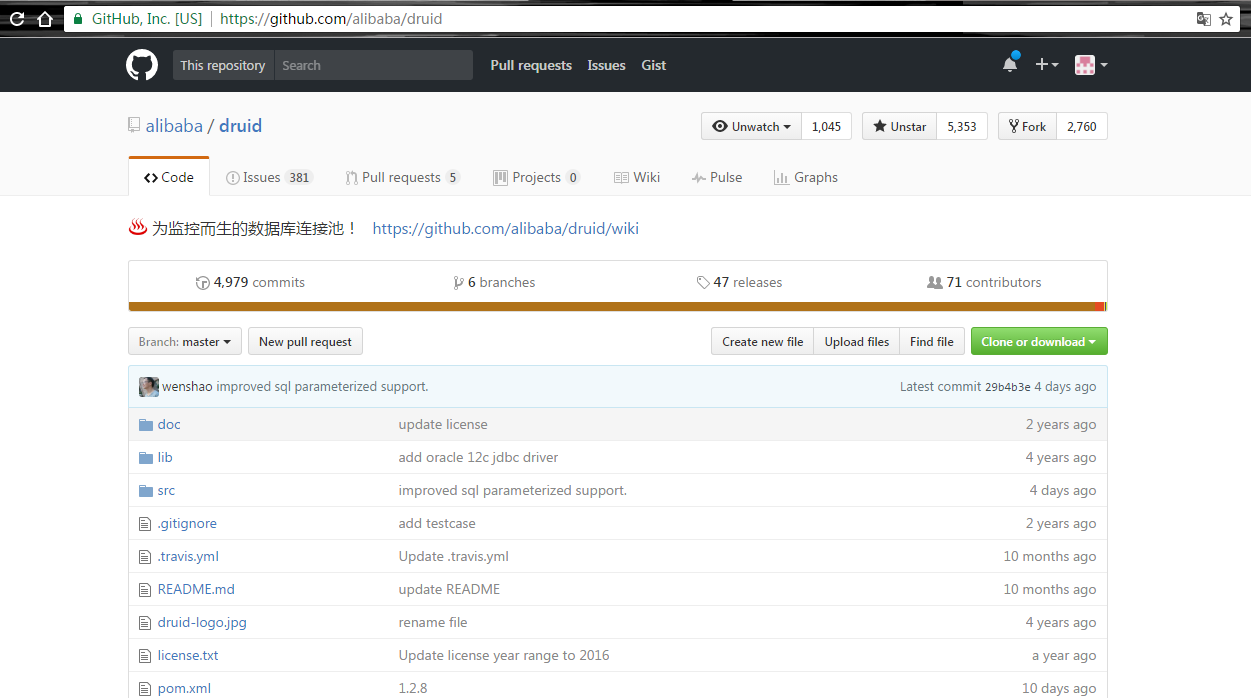 GitHub, Inc. [US] https://github.com/alibaba/druid
This repository Search Pull requests Issues Gist
alibaba / druid Unwatch 1,045 Unstar 5,353 Fork 2,760
Code Issues 381 Pull requests 5 Projects 0 Wiki Pulse Graphs
为监控而生的数据库连接池！ https://github.com/alibaba/druid/wiki
4,979 commits 6 branches 47 releases 71 contributors
Branch: master New pull request Create new file Upload files Find file Clone or download
wenshao improved sql parameterized support. Latest commit 29b4b3e 4 days ago
doc update license 2 years ago
lib add oracle 12c jdbc driver 4 years ago
src improved sql parameterized support. 4 days ago
.gitignore add testcase 2 years ago
.travis.yml Update .travis.yml 10 months ago
README.md update README 10 months ago
druid-logo.jpg rename file 4 years ago
license.txt Update license year range to 2016 a year ago
pom.xml 1.2.8 10 days ago